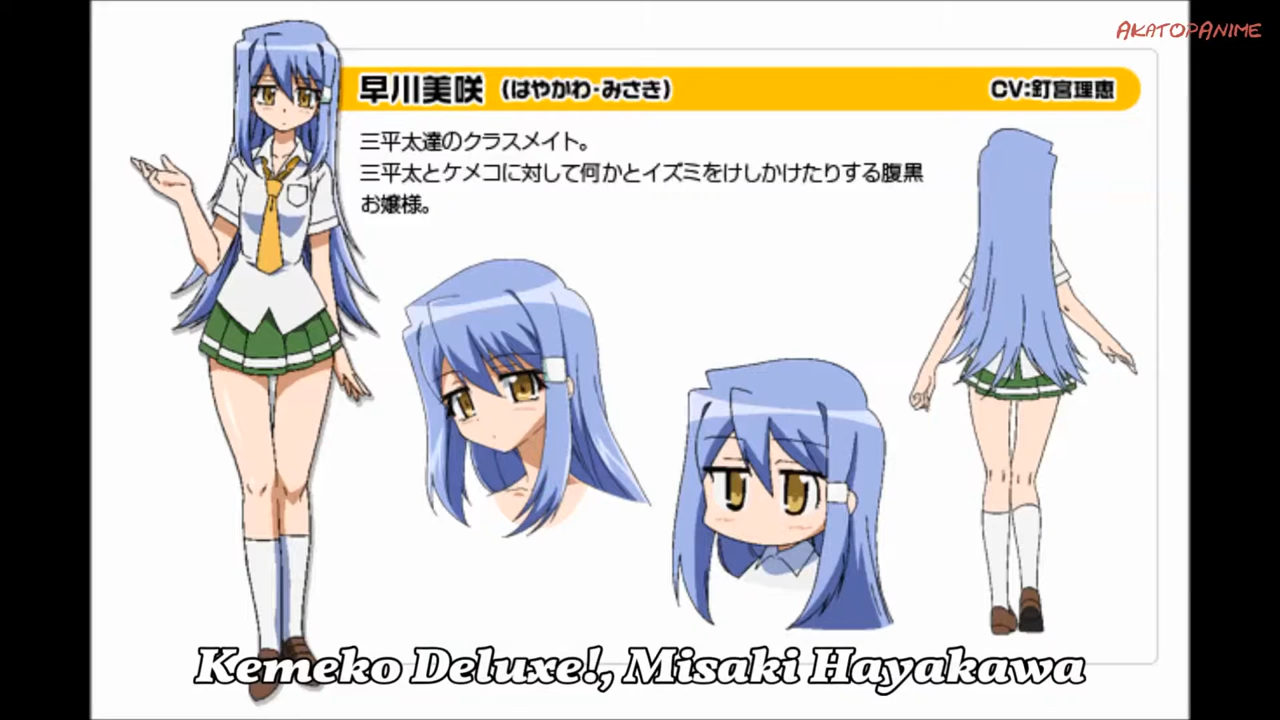 AKATOPANIME
早川美咲 (はやかわ・みさき) CV:釘宮理恵
三平太達のクラスメイト。
三平太とケメコに対して何かとイズミをけしかけたりする腹黒
お嬢様。
Kemeko Deluxe!, Misaki Hayakawa